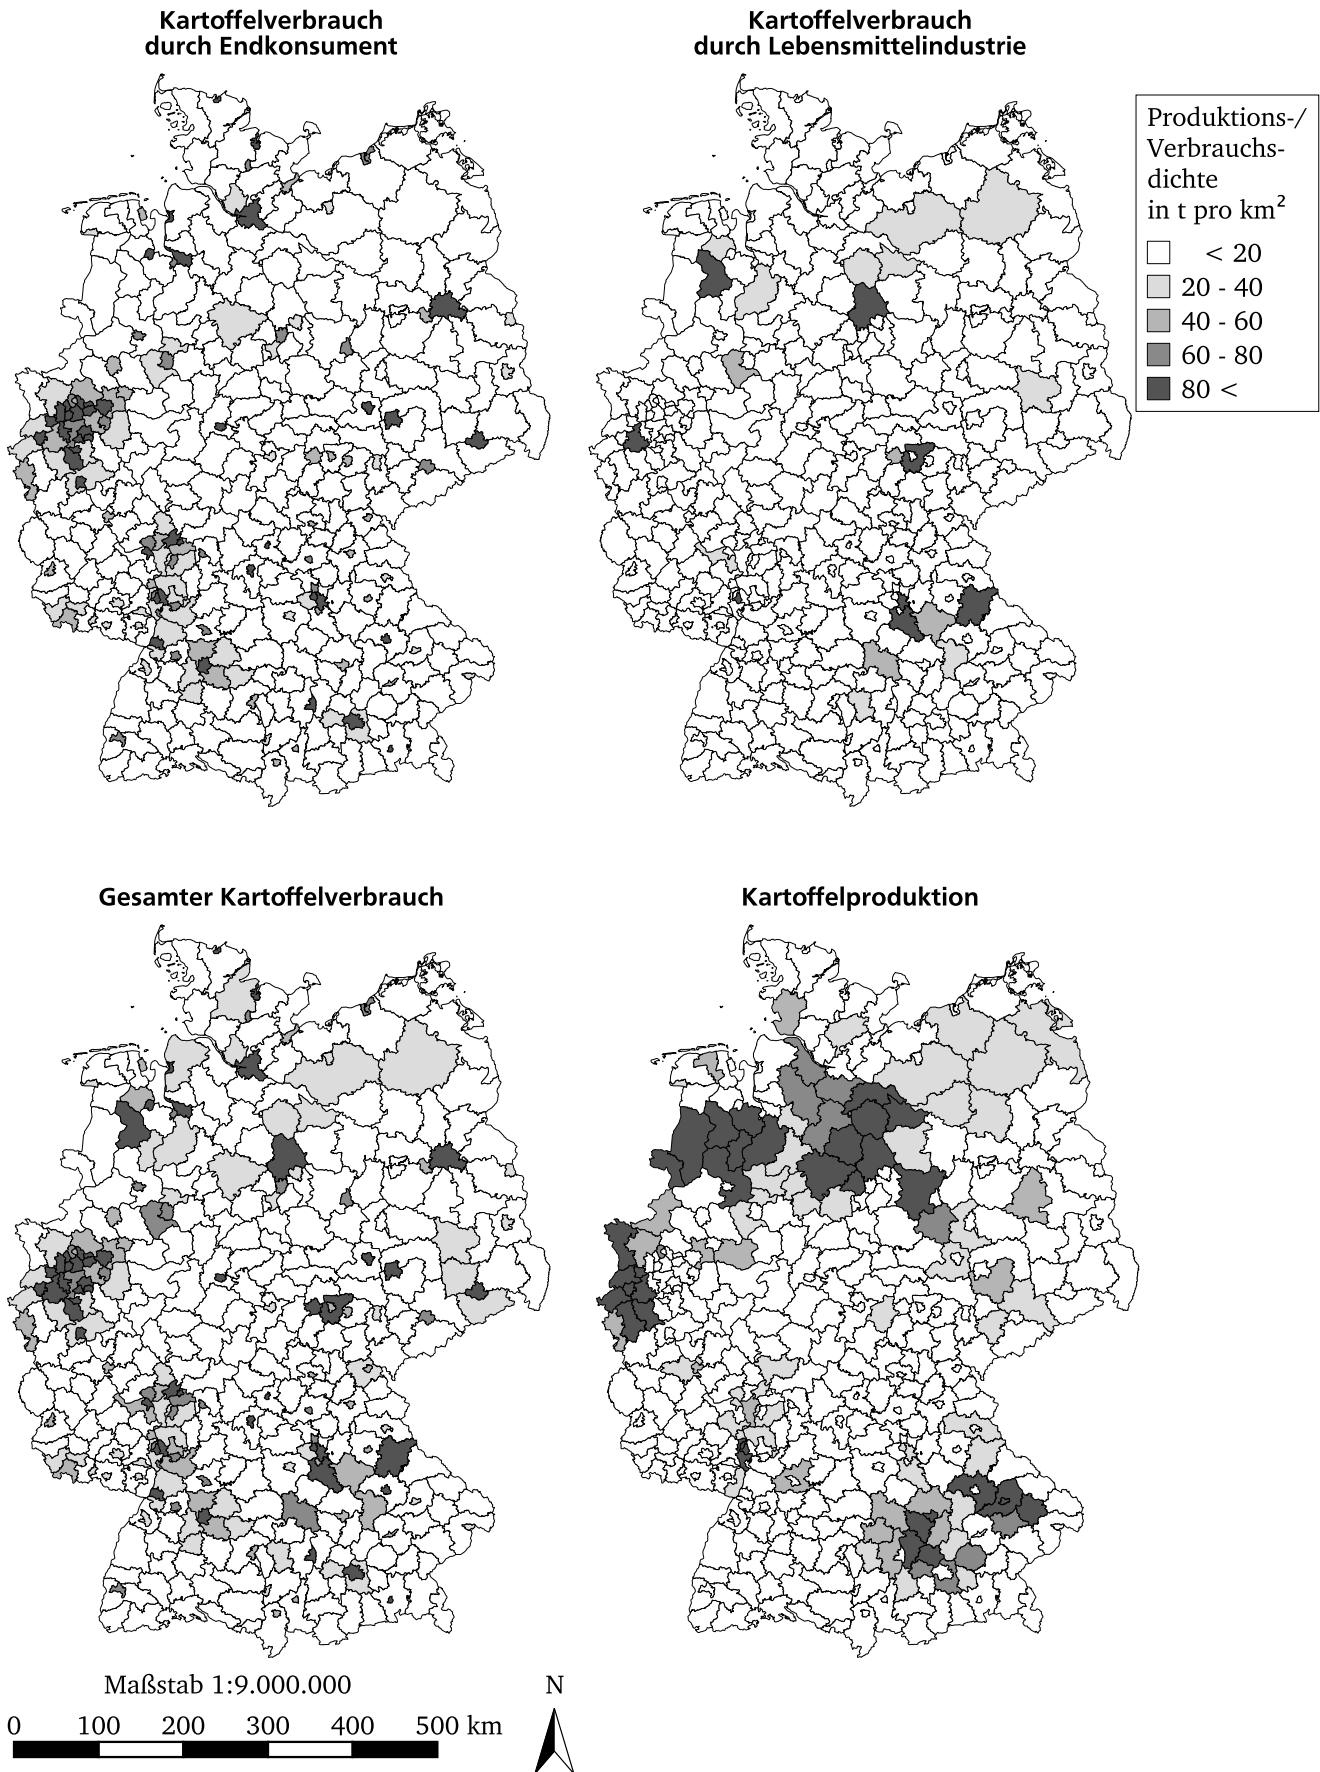 Kartoffelverbrauch
durch Endkonsument
Kartoffelverbrauch
durch Lebensmittelindustrie
Produktions-/
Verbrauchs-
dichte
in t pro km²
< 20
20 - 40
40 - 60
60 - 80
80 <
Gesamter Kartoffelverbrauch
Kartoffelproduktion
Maßstab 1:9.000.000
N
0 100 200 300 400 500 km